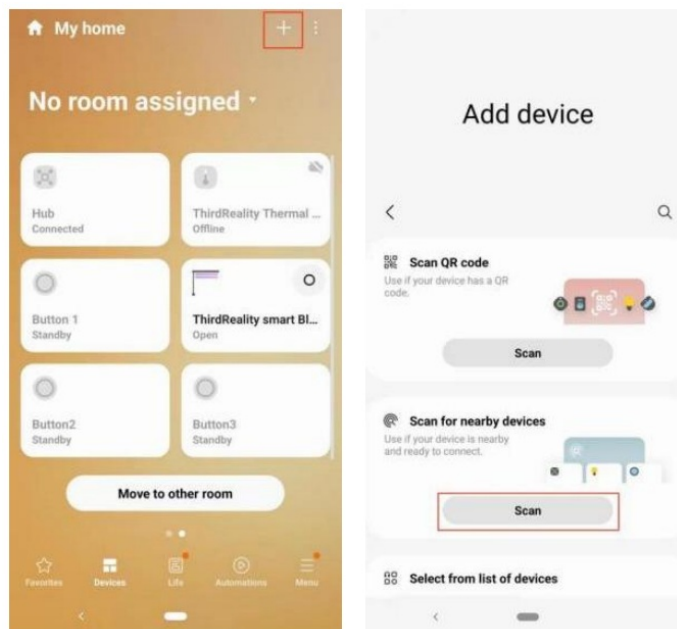 My home
No room assigned
Hub
Connected
ThirdReality Thermal ...
Offline
Button 1
Standby
ThirdReality smart Bl...
Open
Button2
Standby
Button3
Standby
Move to other room
Favorites
Devices
Life
Automations
Menu
Add device
Scan QR code
Use if your device has a QR
code.
Scan
Scan for nearby devices
Use if your device is nearby
and ready to connect.
Scan
Select from list of devices